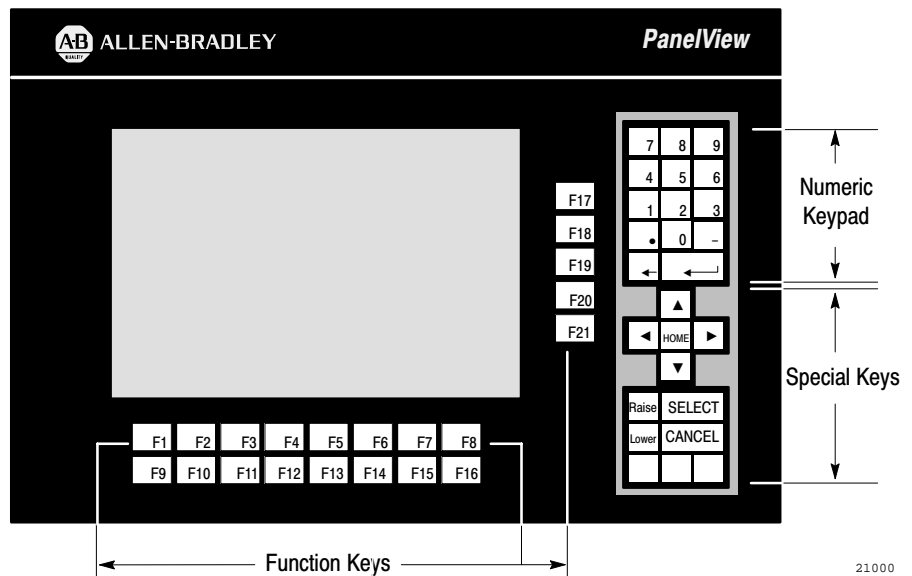 A·B
QUALITY
ALLEN-BRADLEY
PanelView
7 8 9
4 5 6
1 2 3
• 0 –
← ↵
F17
F18
F19
F20
F21
▲
◄ HOME ►
▼
Raise SELECT
Lower CANCEL
Numeric
Keypad
Special Keys
F1 F2 F3 F4 F5 F6 F7 F8
F9 F10 F11 F12 F13 F14 F15 F16
Function Keys
21000